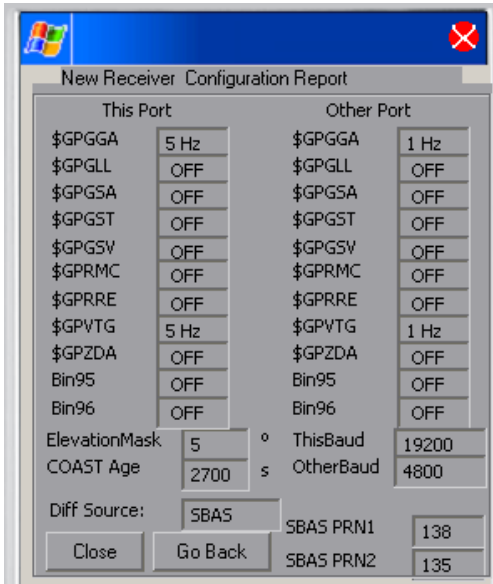 New Receiver Configuration Report
This Port Other Port
$GPGGA 5 Hz $GPGGA 1 Hz
$GPGLL OFF $GPGLL OFF
$GPGSA OFF $GPGSA OFF
$GPGST OFF $GPGST OFF
$GPGSV OFF $GPGSV OFF
$GPRMC OFF $GPRMC OFF
$GPRRE OFF $GPRRE OFF
$GPVTG 5 Hz $GPVTG 1 Hz
$GPZDA OFF $GPZDA OFF
Bin95 OFF Bin95 OFF
Bin96 OFF Bin96 OFF
ElevationMask 5 º ThisBaud 19200
COAST Age 2700 s OtherBaud 4800
Diff Source: SBAS
SBAS PRN1 138
Close Go Back SBAS PRN2 135